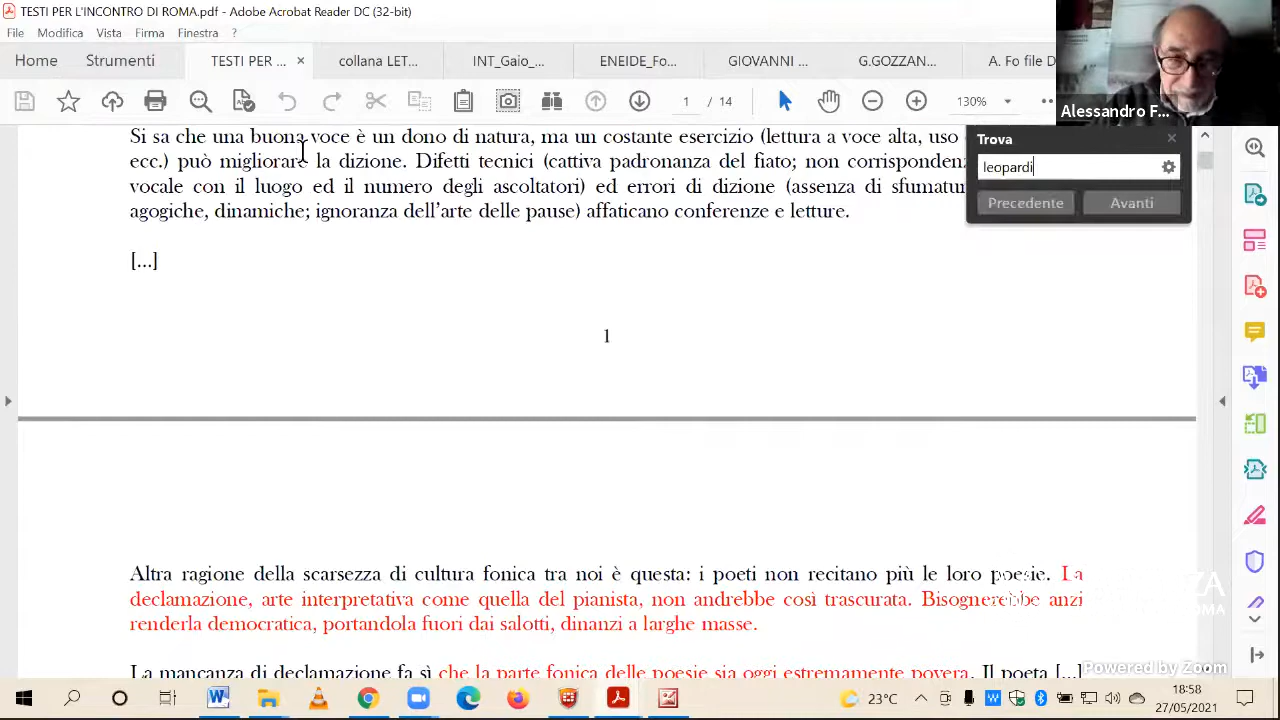 TESTI PER L'INCONTRO DI ROMA.pdf - Adobe Acrobat Reader DC (32-bit)
File Modifica Vista Firma Finestra ?
Home Strumenti TESTI PER ... × collana LET... INT_Gaio_... ENEIDE_Fo... GIOVANNI ... G.GOZZAN... A. Fo file D
1 / 14 130%
Alessandro F...
Si sa che una buona voce è un dono di natura, ma un costante esercizio (lettura a voce alta, uso
ecc.) può migliorare la dizione. Difetti tecnici (cattiva padronanza del fiato; non
vocale con il luogo ed il numero degli ascoltatori) ed errori di dizione (assenza di
agogiche, dinamiche; ignoranza dell'arte delle pause) affaticano conferenze e letture.
Trova
leopardi
Precedente Avanti
[...]
1
Altra ragione della scarsezza di cultura fonica tra noi è questa: i poeti non recitano più le loro poesie. La
declamazione, arte interpretativa come quella del pianista, non andrebbe così trascurata. Bisognerebbe anzi
renderla democratica, portandola fuori dai salotti, dinanzi a larghe masse.
La mancanza di declamazione fa sì che la parte fonica delle poesie sia oggi estremamente povera. Il poeta [...]
Powered by Zoom
23°C
18:58
27/05/2021